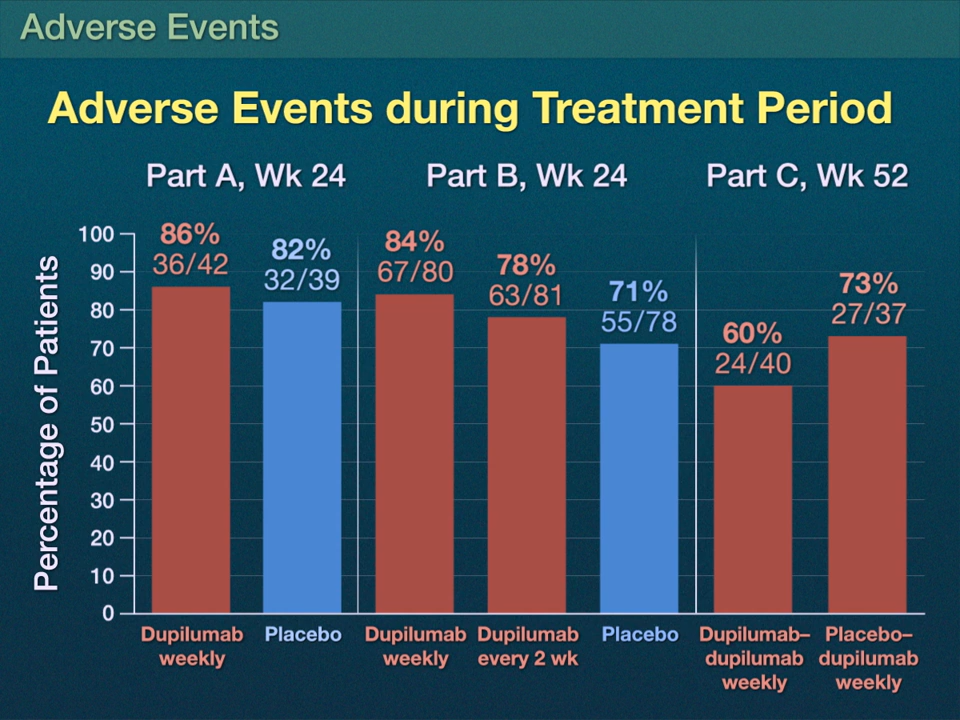 Adverse Events
Adverse Events during Treatment Period
Part A, Wk 24
Part B, Wk 24
Part C, Wk 52
Percentage of Patients
100
90
80
70
60
50
40
30
20
10
0
86%
36/42
82%
32/39
84%
67/80
78%
63/81
71%
55/78
60%
24/40
73%
27/37
Dupilumab
weekly
Placebo
Dupilumab
weekly
Dupilumab
every 2 wk
Placebo
Dupilumab–
dupilumab
weekly
Placebo–
dupilumab
weekly